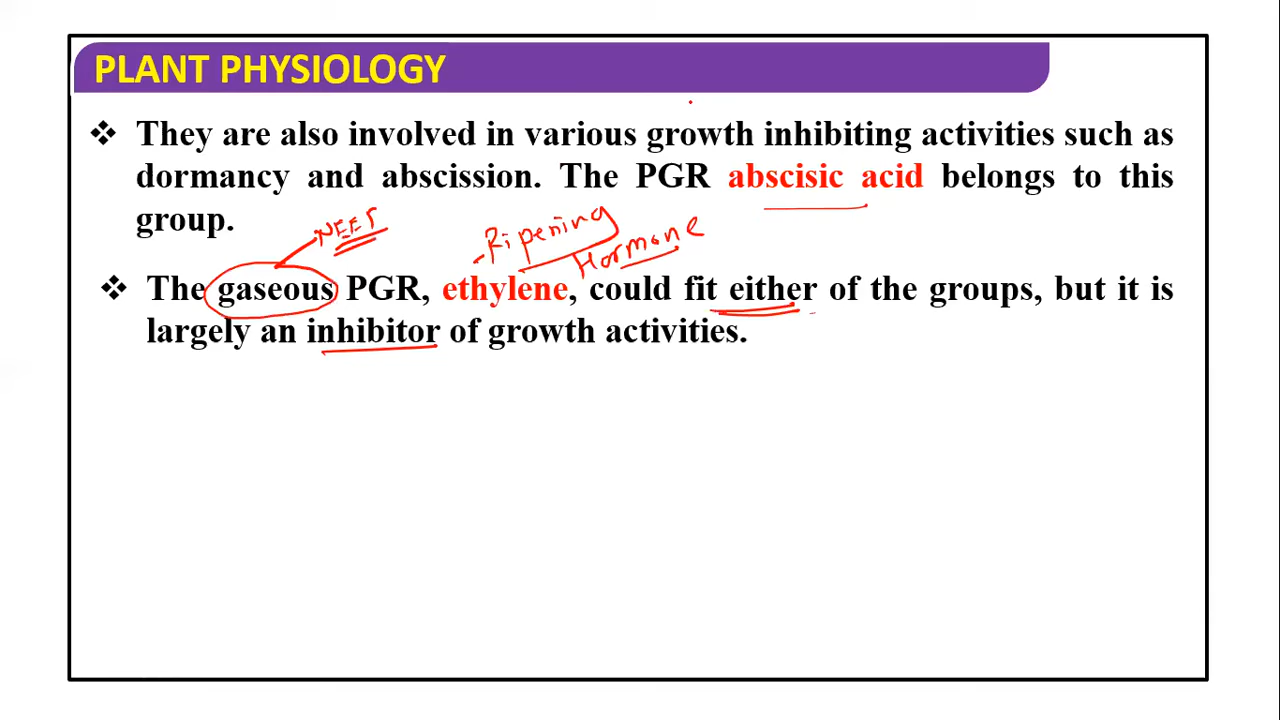 PLANT PHYSIOLOGY
❖ They are also involved in various growth inhibiting activities such as
dormancy and abscission. The PGR abscisic acid belongs to this
group.
NEET
Ripening
Hormone
❖ The gaseous PGR, ethylene, could fit either of the groups, but it is
largely an inhibitor of growth activities.